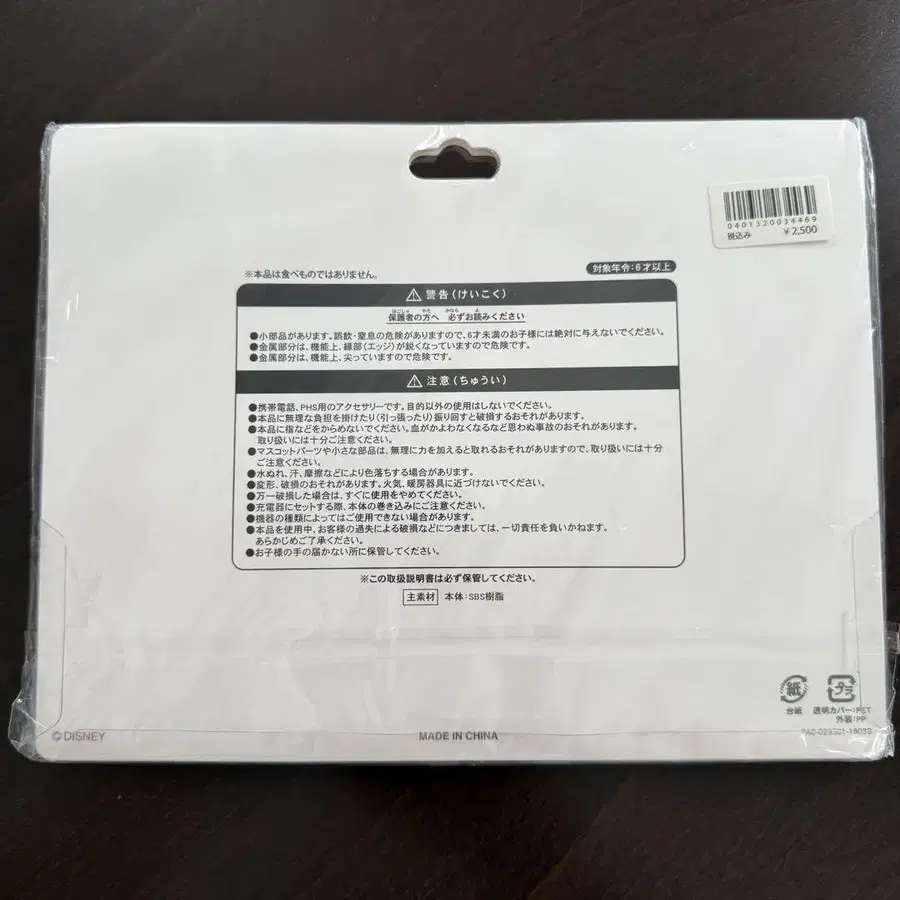 0401320034469
税込み ¥2,500
※本品は食べものではありません。
対象年令:6才以上
⚠警告(けいこく)
保護者の方へ 必ずお読みください
●小部品があります。誤飲・窒息の危険がありますので、6才未満のお子様には絶対に与えないでください。
●金属部分は、機能上、縁部(エッジ)が鋭くなっていますので危険です。
●金属部分は、機能上、尖っていますので危険です。
⚠注意(ちゅうい)
●携帯電話、PHS用のアクセサリーです。目的以外の使用はしないでください。
●本品に無理な負担を掛けたり(引っ張ったり)振り回すと破損するおそれがあります。
●本品に指などをからめないでください。血がかよわなくなるなど思わぬ事故のおそれがあります。
取り扱いには十分ご注意ください。
●マスコットパーツや小さな部品は、無理に力を加えると取れるおそれがありますので、取り扱いには十分
ご注意ください。
●水ぬれ、汗、摩擦などにより色落ちする場合があります。
●変形、破損のおそれがあります。火気、暖房器具に近づけないでください。
●万一破損した場合は、すぐに使用をやめてください。
●充電器にセットする際、本体の巻き込みにご注意ください。
●機器の種類によってはご使用できない場合があります。
●本品を使用中、お客様の過失による破損などにつきましては、一切責任を負いかねます。
あらかじめご了承ください。
●お子様の手の届かない所に保管してください。
※この取扱説明書は必ず保管してください。
主素材 本体:SBS樹脂
紙 プラ
台紙 透明カバー:PET
外装:PP
© DISNEY MADE IN CHINA